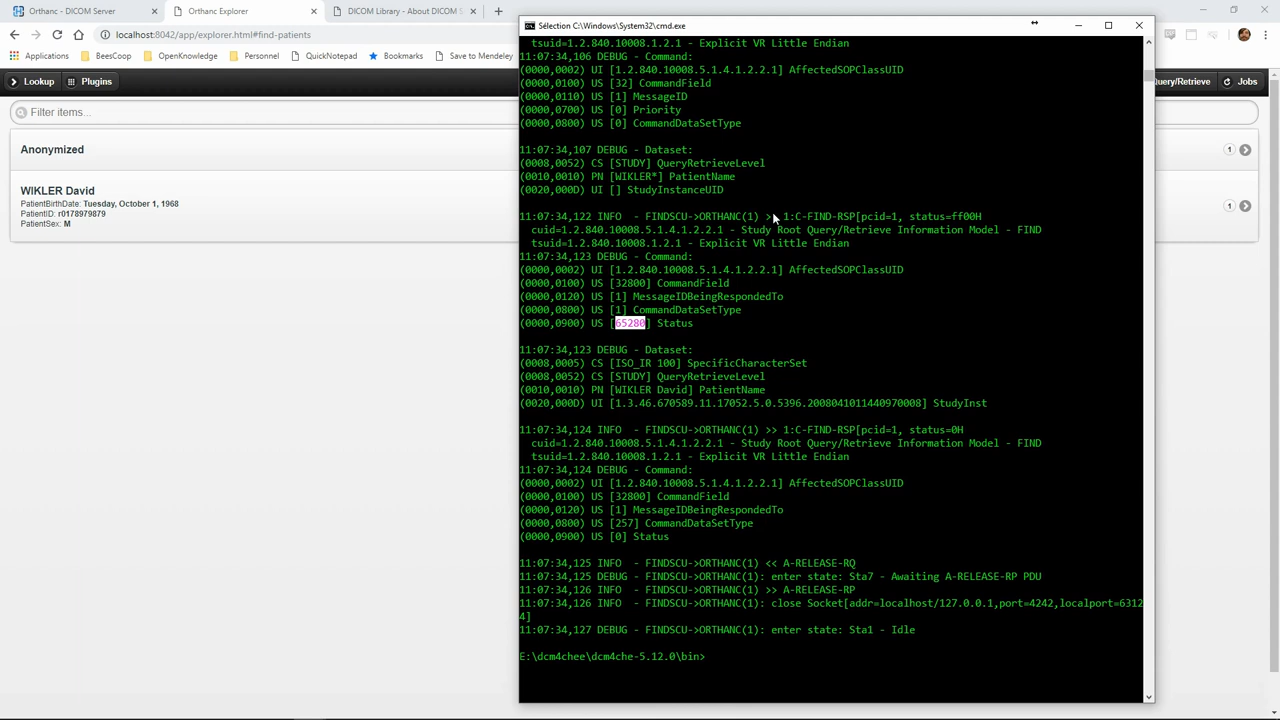 Orthanc - DICOM Server
Orthanc Explorer
DICOM Library - About DICOM S
localhost:8042/app/explorer.html#find-patients
Applications
Beestop
OpenKnowledge
Personal
QuickNotepad
Bookmarks
Save to Mendeley
Lookup
Plugins
Query/Retrieve
Jobs
Filter items...
Anonymized
1
WIKLER David
PatientBirthDate: Tuesday, October 1, 1968
PatientID: r0178979879
PatientSex: M
1
Sélection C:\Windows\System32\cmd.exe
tsuid=1.2.840.10008.1.2.1 - Explicit VR Little Endian
11:07:34,106 DEBUG - Command:
(0000,0002) UI [1.2.840.10008.5.1.4.1.2.2.1] AffectedSOPClassUID
(0000,0100) US [32] CommandField
(0000,0110) US [1] MessageID
(0000,0700) US [0] Priority
(0000,0800) US [0] CommandDataSetType
11:07:34,107 DEBUG - Dataset:
(0008,0052) CS [STUDY] QueryRetrieveLevel
(0010,0010) PN [WIKLER*] PatientName
(0020,000D) UI [] StudyInstanceUID
11:07:34,122 INFO  - FINDSCU->ORTHANC(1) >> 1:C-FIND-RSP[pcid=1, status=ff00H
cuid=1.2.840.10008.5.1.4.1.2.2.1 - Study Root Query/Retrieve Information Model - FIND
tsuid=1.2.840.10008.1.2.1 - Explicit VR Little Endian
11:07:34,123 DEBUG - Command:
(0000,0002) UI [1.2.840.10008.5.1.4.1.2.2.1] AffectedSOPClassUID
(0000,0100) US [32800] CommandField
(0000,0120) US [1] MessageIDBeingRespondedTo
(0000,0800) US [1] CommandDataSetType
(0000,0900) US [65280] Status
11:07:34,123 DEBUG - Dataset:
(0008,0005) CS [ISO_IR 100] SpecificCharacterSet
(0008,0052) CS [STUDY] QueryRetrieveLevel
(0010,0010) PN [WIKLER David] PatientName
(0020,000D) UI [1.3.46.670589.11.17052.5.0.5396.2008041011440970008] StudyInst
11:07:34,124 INFO  - FINDSCU->ORTHANC(1) >> 1:C-FIND-RSP[pcid=1, status=0H
cuid=1.2.840.10008.5.1.4.1.2.2.1 - Study Root Query/Retrieve Information Model - FIND
tsuid=1.2.840.10008.1.2.1 - Explicit VR Little Endian
11:07:34,124 DEBUG - Command:
(0000,0002) UI [1.2.840.10008.5.1.4.1.2.2.1] AffectedSOPClassUID
(0000,0100) US [32800] CommandField
(0000,0120) US [1] MessageIDBeingRespondedTo
(0000,0800) US [257] CommandDataSetType
(0000,0900) US [0] Status
11:07:34,125 INFO  - FINDSCU->ORTHANC(1) << A-RELEASE-RQ
11:07:34,125 DEBUG - FINDSCU->ORTHANC(1): enter state: Sta7 - Awaiting A-RELEASE-RP PDU
11:07:34,126 INFO  - FINDSCU->ORTHANC(1) >> A-RELEASE-RP
11:07:34,126 INFO  - FINDSCU->ORTHANC(1): close Socket[addr=localhost/127.0.0.1,port=4242,localport=6312
4]
11:07:34,127 DEBUG - FINDSCU->ORTHANC(1): enter state: Sta1 - Idle
E:\dcm4chee\dcm4che-5.12.0\bin>